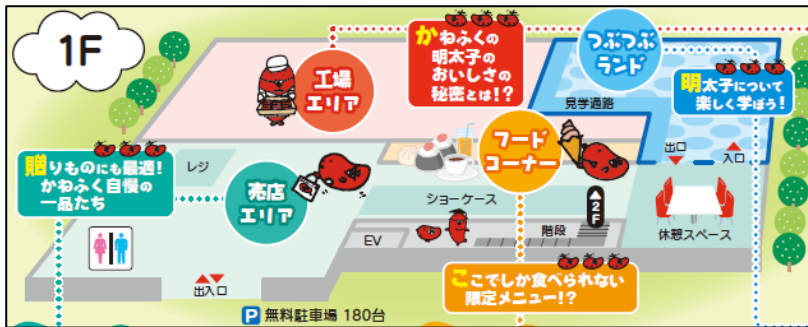 1F
工場
エリア
かねふくの
明太子の
おいしさの
秘密とは!?
つぶつぶ
ランド
見学通路
明太子について
楽しく学ぼう!
フード
コーナー
出口
入口
贈りものにも最適!
かねふく自慢の
一品たち
レジ
売店
エリア
ショーケース
2F
階段
EV
休憩スペース
出入口
ここでしか食べられない
限定メニュー!?
P 無料駐車場 180台